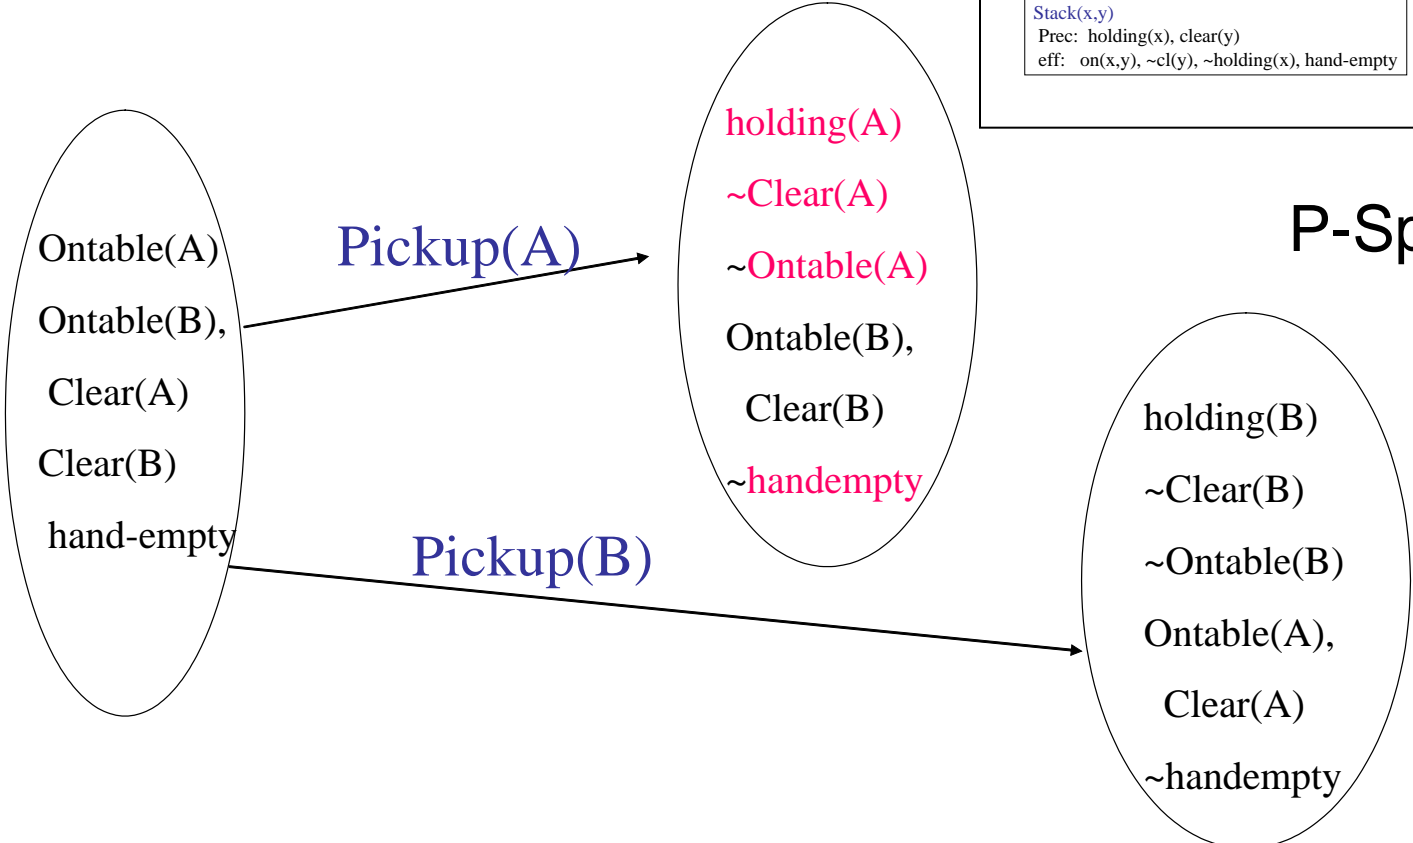 Stack(x,y)
Prec: holding(x), clear(y)
eff: on(x,y), ~cl(y), ~holding(x), hand-empty
P-Sp
Ontable(A)
Ontable(B),
Clear(A)
Clear(B)
hand-empty
Pickup(A)
holding(A)
~Clear(A)
~Ontable(A)
Ontable(B),
Clear(B)
~handempty
Pickup(B)
holding(B)
~Clear(B)
~Ontable(B)
Ontable(A),
Clear(A)
~handempty